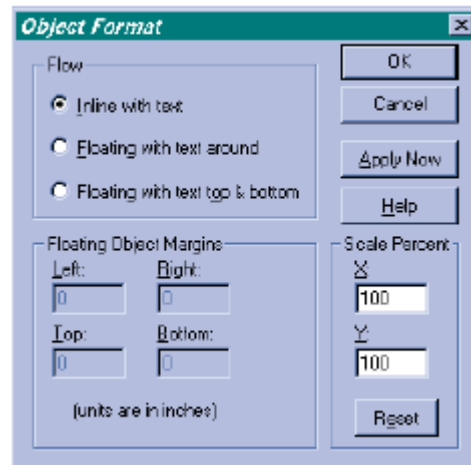 Object Format
Flow
Inline with text
Floating with text around
Floating with text top & bottom
OK
Cancel
Apply Now
Help
Floating Object Margins
Left: Right:
0 0
Top: Bottom:
0 0
(units are in inches)
Scale Percent
X:
100
Y:
100
Reset